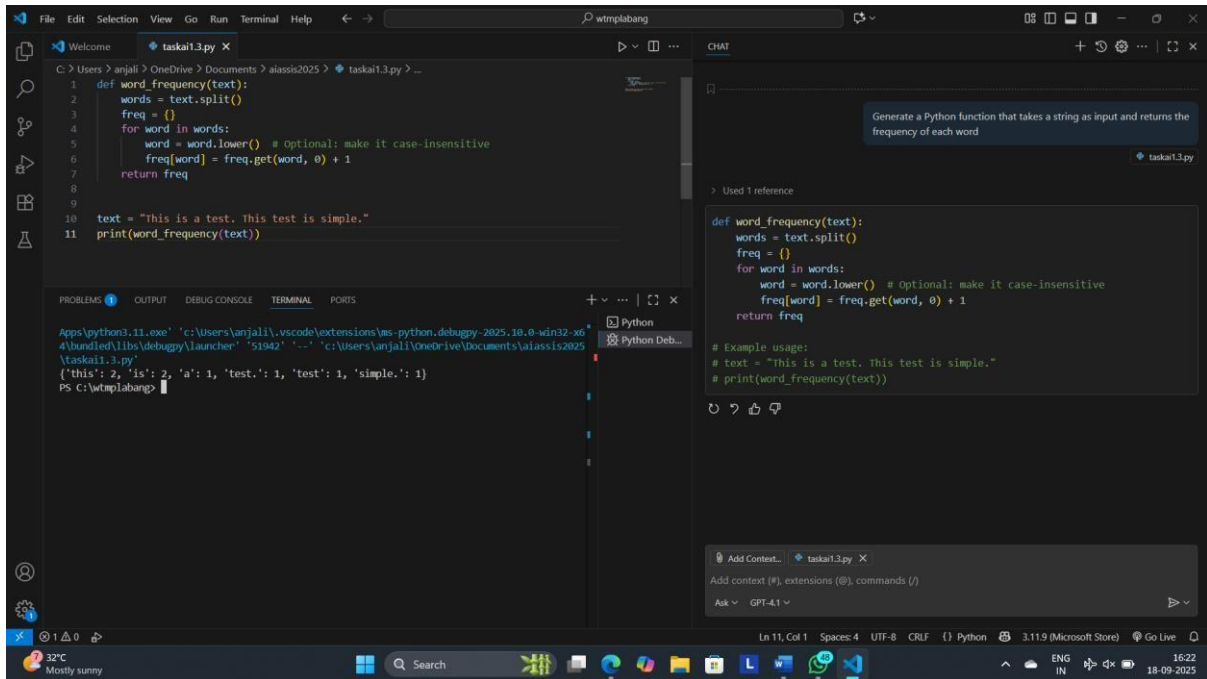 File Edit Selection View Go Run Terminal Help
wtmplabang
Welcome
taskai1.3.py
C: > Users > anjali > OneDrive > Documents > aiassis2025 > taskai1.3.py > ...
1 def word_frequency(text):
2     words = text.split()
3     freq = {}
4     for word in words:
5         word = word.lower()  # Optional: make it case-insensitive
6         freq[word] = freq.get(word, 0) + 1
7     return freq
8
9
10 text = "This is a test. This test is simple."
11 print(word_frequency(text))
PROBLEMS 1 OUTPUT DEBUG CONSOLE TERMINAL PORTS
Apps\python3.11.exe' 'c:\Users\anjali\.vscode\extensions\ms-python.debugpy-2025.10.0-win32-x6
4\bundled\libs\debugpy\launcher' '51942' '--' 'c:\Users\anjali\OneDrive\Documents\aiassis2025
\taskai1.3.py'
{'this': 2, 'is': 2, 'a': 1, 'test.': 1, 'test': 1, 'simple.': 1}
PS C:\wtmplabang>
Python
Python Deb...
CHAT
Generate a Python function that takes a string as input and returns the
frequency of each word
taskai1.3.py
> Used 1 reference
def word_frequency(text):
    words = text.split()
    freq = {}
    for word in words:
        word = word.lower()  # Optional: make it case-insensitive
        freq[word] = freq.get(word, 0) + 1
    return freq
# Example usage:
# text = "This is a test. This test is simple."
# print(word_frequency(text))
Add Context... taskai1.3.py
Add context (#), extensions (@), commands (/)
Ask GPT-4.1
1 0 Ln 11, Col 1 Spaces: 4 UTF-8 CRLF {} Python 3.11.9 (Microsoft Store) Go Live
7 32°C
Mostly sunny
Search
L
48
ENG
IN
16:22
18-09-2025